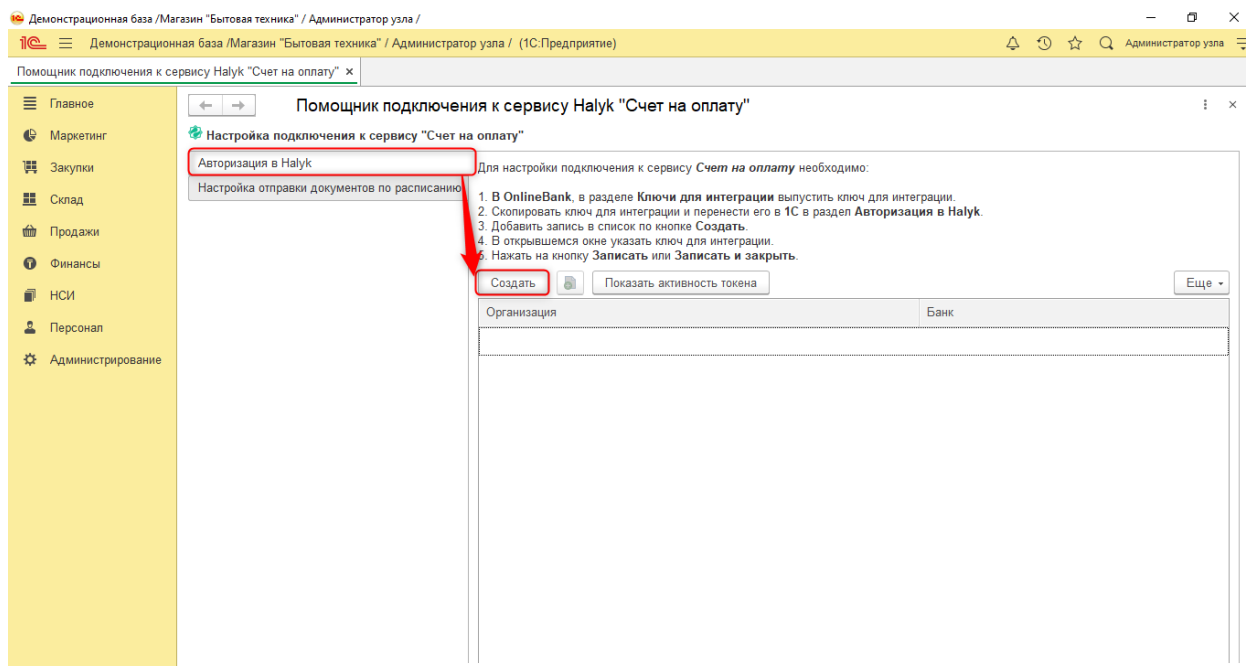 Демонстрационная база /Магазин "Бытовая техника" / Администратор узла /
Демонстрационная база /Магазин "Бытовая техника" / Администратор узла / (1С:Предприятие)
Администратор узла
Помощник подключения к сервису Halyk "Счет на оплату" ×
Главное
Маркетинг
Закупки
Склад
Продажи
Финансы
НСИ
Персонал
Администрирование
Помощник подключения к сервису Halyk "Счет на оплату"
Настройка подключения к сервису "Счет на оплату"
Авторизация в Halyk
Настройка отправки документов по расписанию
Для настройки подключения к сервису Счет на оплату необходимо:
1. В OnlineBank, в разделе Ключи для интеграции выпустить ключ для интеграции.
2. Скопировать ключ для интеграции и перенести его в 1С в раздел Авторизация в Halyk.
3. Добавить запись в список по кнопке Создать.
4. В открывшемся окне указать ключ для интеграции.
5. Нажать на кнопку Записать или Записать и закрыть.
Создать
Показать активность токена
Еще
Организация
Банк